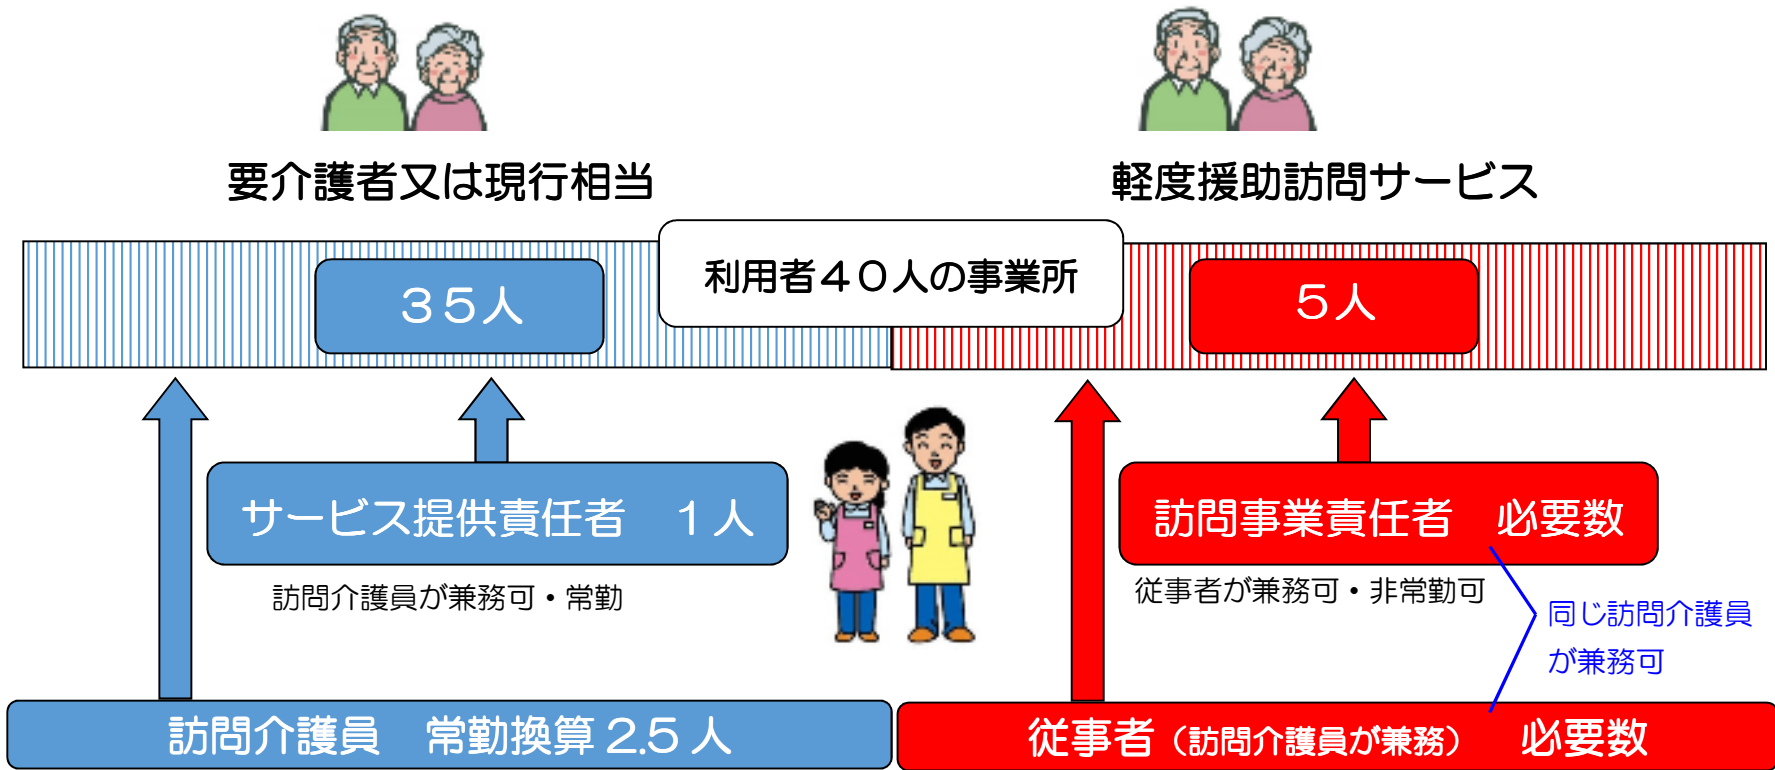 要介護者又は現行相当
軽度援助訪問サービス
利用者40人の事業所
35人
5人
サービス提供責任者　1人
訪問事業責任者　必要数
訪問介護員が兼務可・常勤
従事者が兼務可・非常勤可
同じ訪問介護員
が兼務可
訪問介護員　常勤換算 2.5 人
従事者（訪問介護員が兼務）　必要数